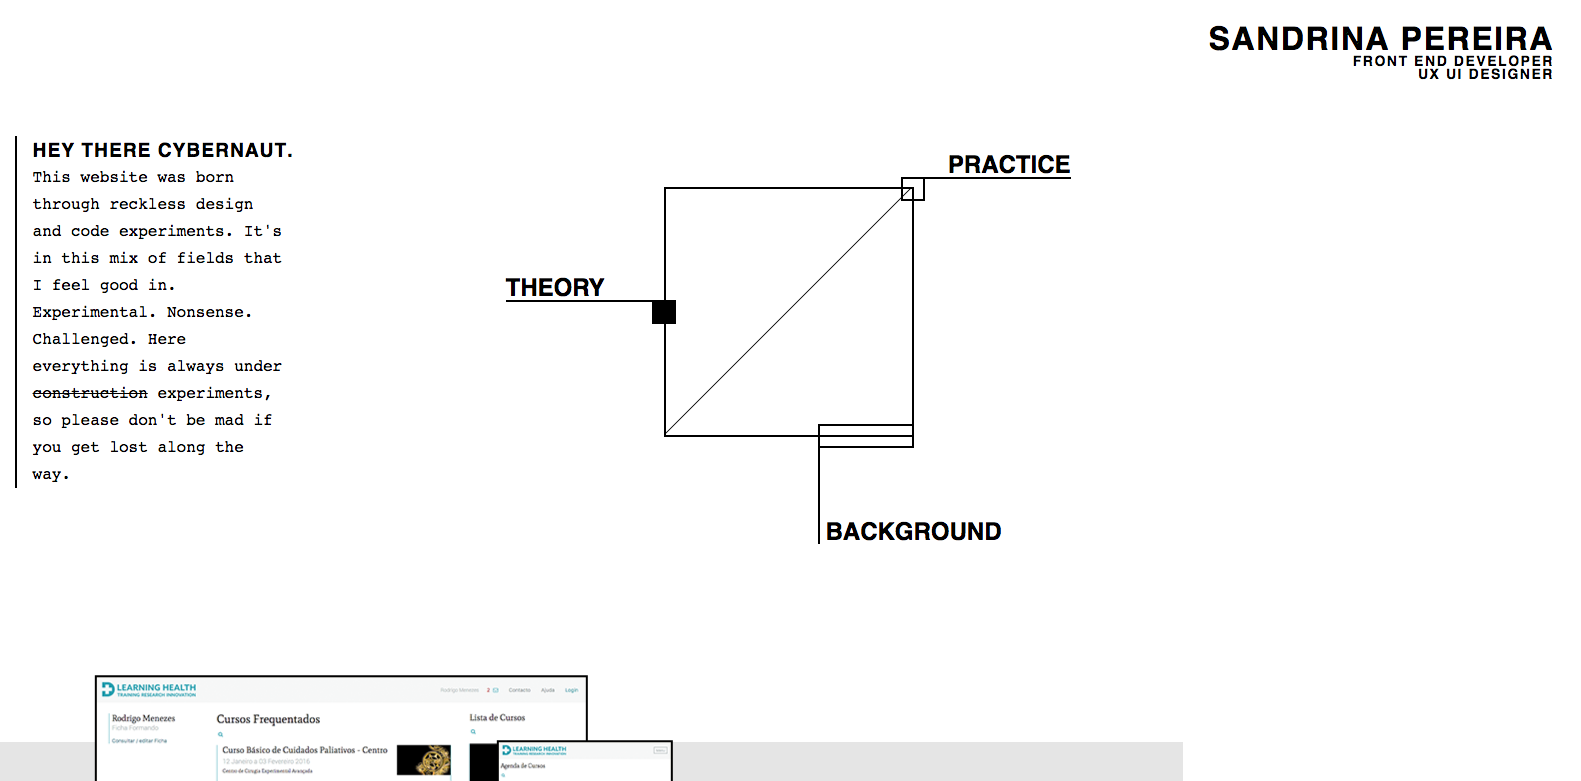 SANDRINA PEREIRA
FRONT END DEVELOPER
UX UI DESIGNER
HEY THERE CYBERNAUT.
This website was born
through reckless design
and code experiments. It's
in this mix of fields that
I feel good in.
Experimental. Nonsense.
Challenged. Here
everything is always under
construction experiments,
so please don't be mad if
you get lost along the
way.
PRACTICE
THEORY
BACKGROUND
LEARNING HEALTH
TRAINING RESEARCH INNOVATION
Rodrigo Menezes 2 Contacto Ajuda Login
Rodrigo Menezes
Ficha Formando
Consultar / editar Ficha
Cursos Frequentados
Curso Básico de Cuidados Paliativos - Centro
12 Janeiro a 03 Fevereiro 2016
Centro de Cirugia Experimental Avançada
Lista de Cursos
LEARNING HEALTH
TRAINING RESEARCH INNOVATION
Agenda de Cursos